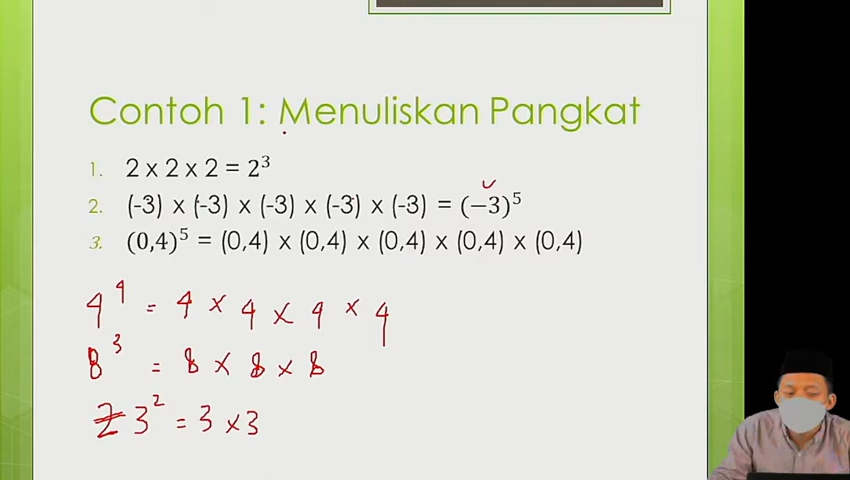 Contoh 1: Menuliskan Pangkat
1. 2 x 2 x 2 = 2³
2. (-3) x (-3) x (-3) x (-3) x (-3) = (−3)⁵
3. (0,4)⁵ = (0,4) x (0,4) x (0,4) x (0,4) x (0,4)
4⁴ = 4 × 4 × 4 × 4
8³ = 8 × 8 × 8
3² = 3 × 3